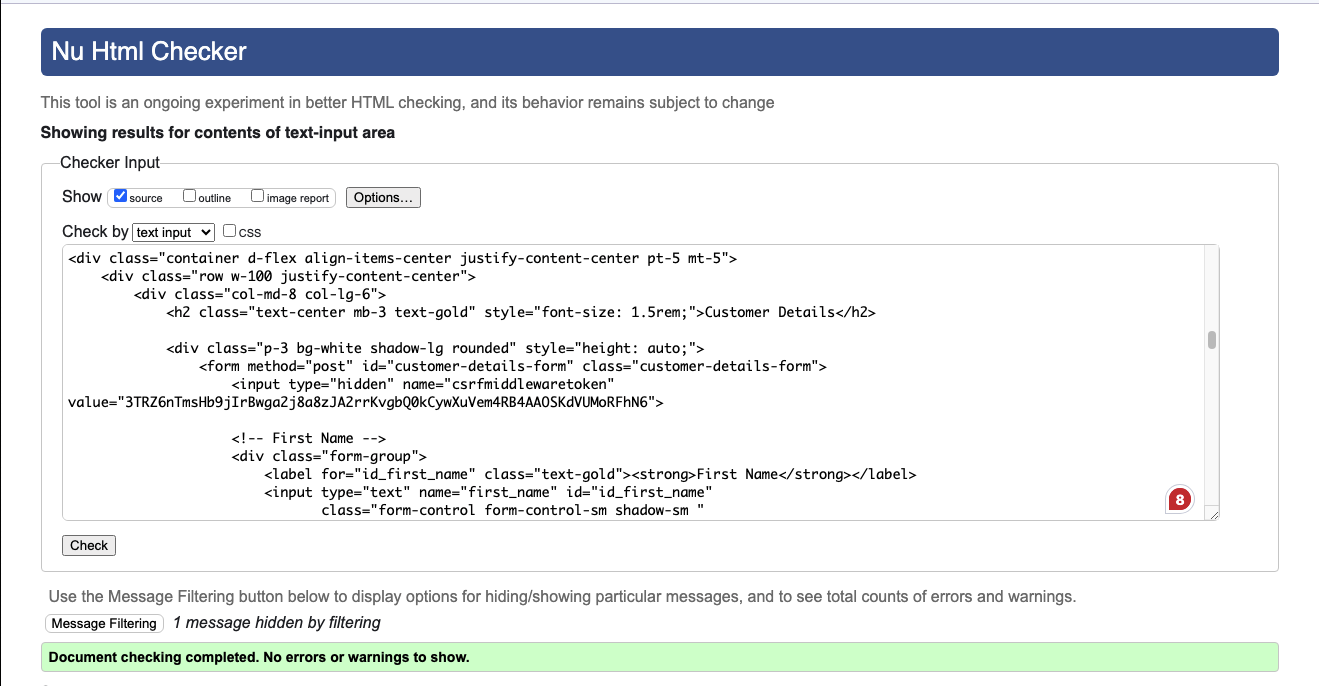 Nu Html Checker
This tool is an ongoing experiment in better HTML checking, and its behavior remains subject to change
Showing results for contents of text-input area
Checker Input
Show source outline image report Options...
Check by text input css
<div class="container d-flex align-items-center justify-content-center pt-5 mt-5">
<div class="row w-100 justify-content-center">
<div class="col-md-8 col-lg-6">
<h2 class="text-center mb-3 text-gold" style="font-size: 1.5rem;">Customer Details</h2>
<div class="p-3 bg-white shadow-lg rounded" style="height: auto;">
<form method="post" id="customer-details-form" class="customer-details-form">
<input type="hidden" name="csrfmiddlewaretoken"
value="3TRZ6nTmsHb9jIrBwga2j8a8zJA2rrKvgbQ0kCywXuVem4RB4AAOSKdVUMoRFhN6">
<!-- First Name -->
<div class="form-group">
<label for="id_first_name" class="text-gold"><strong>First Name</strong></label>
<input type="text" name="first_name" id="id_first_name"
class="form-control form-control-sm shadow-sm "
8
Check
Use the Message Filtering button below to display options for hiding/showing particular messages, and to see total counts of errors and warnings.
Message Filtering 1 message hidden by filtering
Document checking completed. No errors or warnings to show.